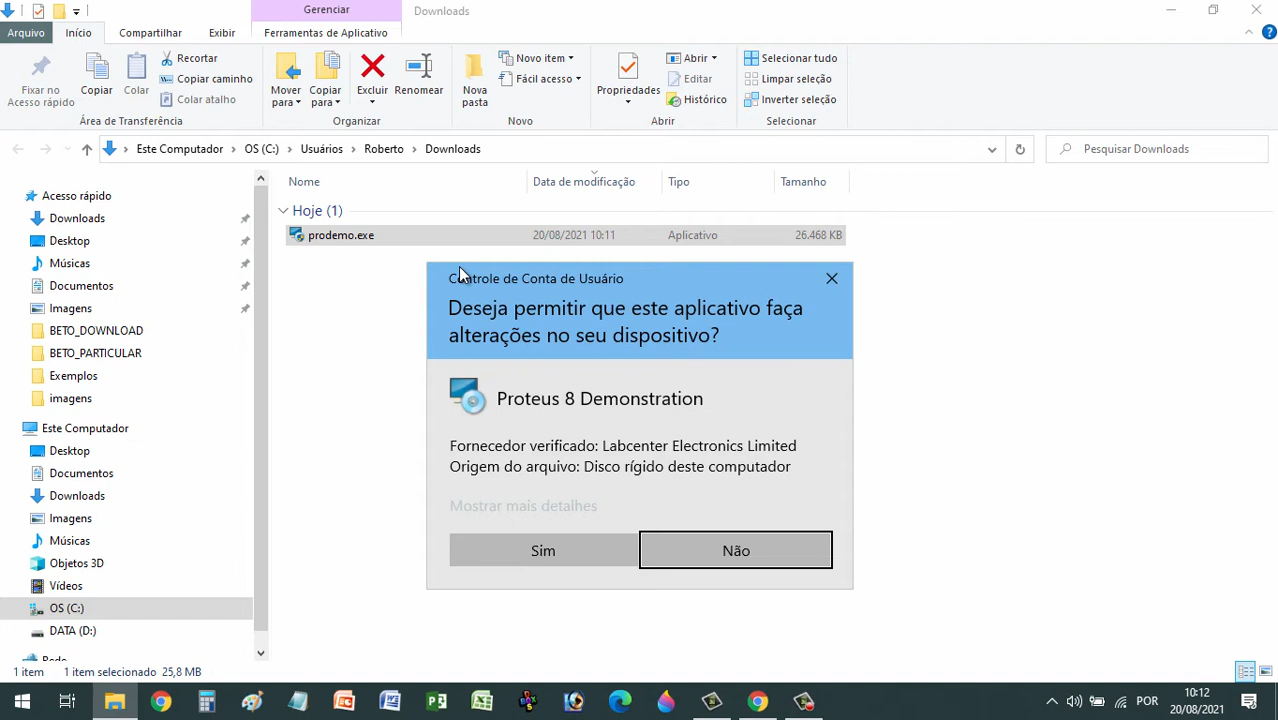 Gerenciar
Downloads
Arquivo
Início
Compartilhar
Exibir
Ferramentas de Aplicativo
Fixar no
Acesso rápido
Copiar
Colar
Recortar
Copiar caminho
Colar atalho
Área de Transferência
Mover
para
Copiar
para
Excluir
Renomear
Organizar
Nova
pasta
Novo item
Fácil acesso
Novo
Propriedades
Abrir
Editar
Histórico
Abrir
Selecionar tudo
Limpar seleção
Inverter seleção
Selecionar
Este Computador
OS (C:)
Usuários
Roberto
Downloads
Pesquisar Downloads
Acesso rápido
Downloads
Desktop
Músicas
Documentos
Imagens
BETO_DOWNLOAD
BETO_PARTICULAR
Exemplos
imagens
Este Computador
Desktop
Documentos
Downloads
Imagens
Músicas
Objetos 3D
Vídeos
OS (C:)
DATA (D:)
Rede
Nome
Data de modificação
Tipo
Tamanho
Hoje (1)
prodemo.exe
20/08/2021 10:11
Aplicativo
26.468 KB
Controle de Conta de Usuário
Deseja permitir que este aplicativo faça
alterações no seu dispositivo?
Proteus 8 Demonstration
Fornecedor verificado: Labcenter Electronics Limited
Origem do arquivo: Disco rígido deste computador
Mostrar mais detalhes
Sim
Não
1 item
1 item selecionado 25,8 MB
POR
10:12
20/08/2021